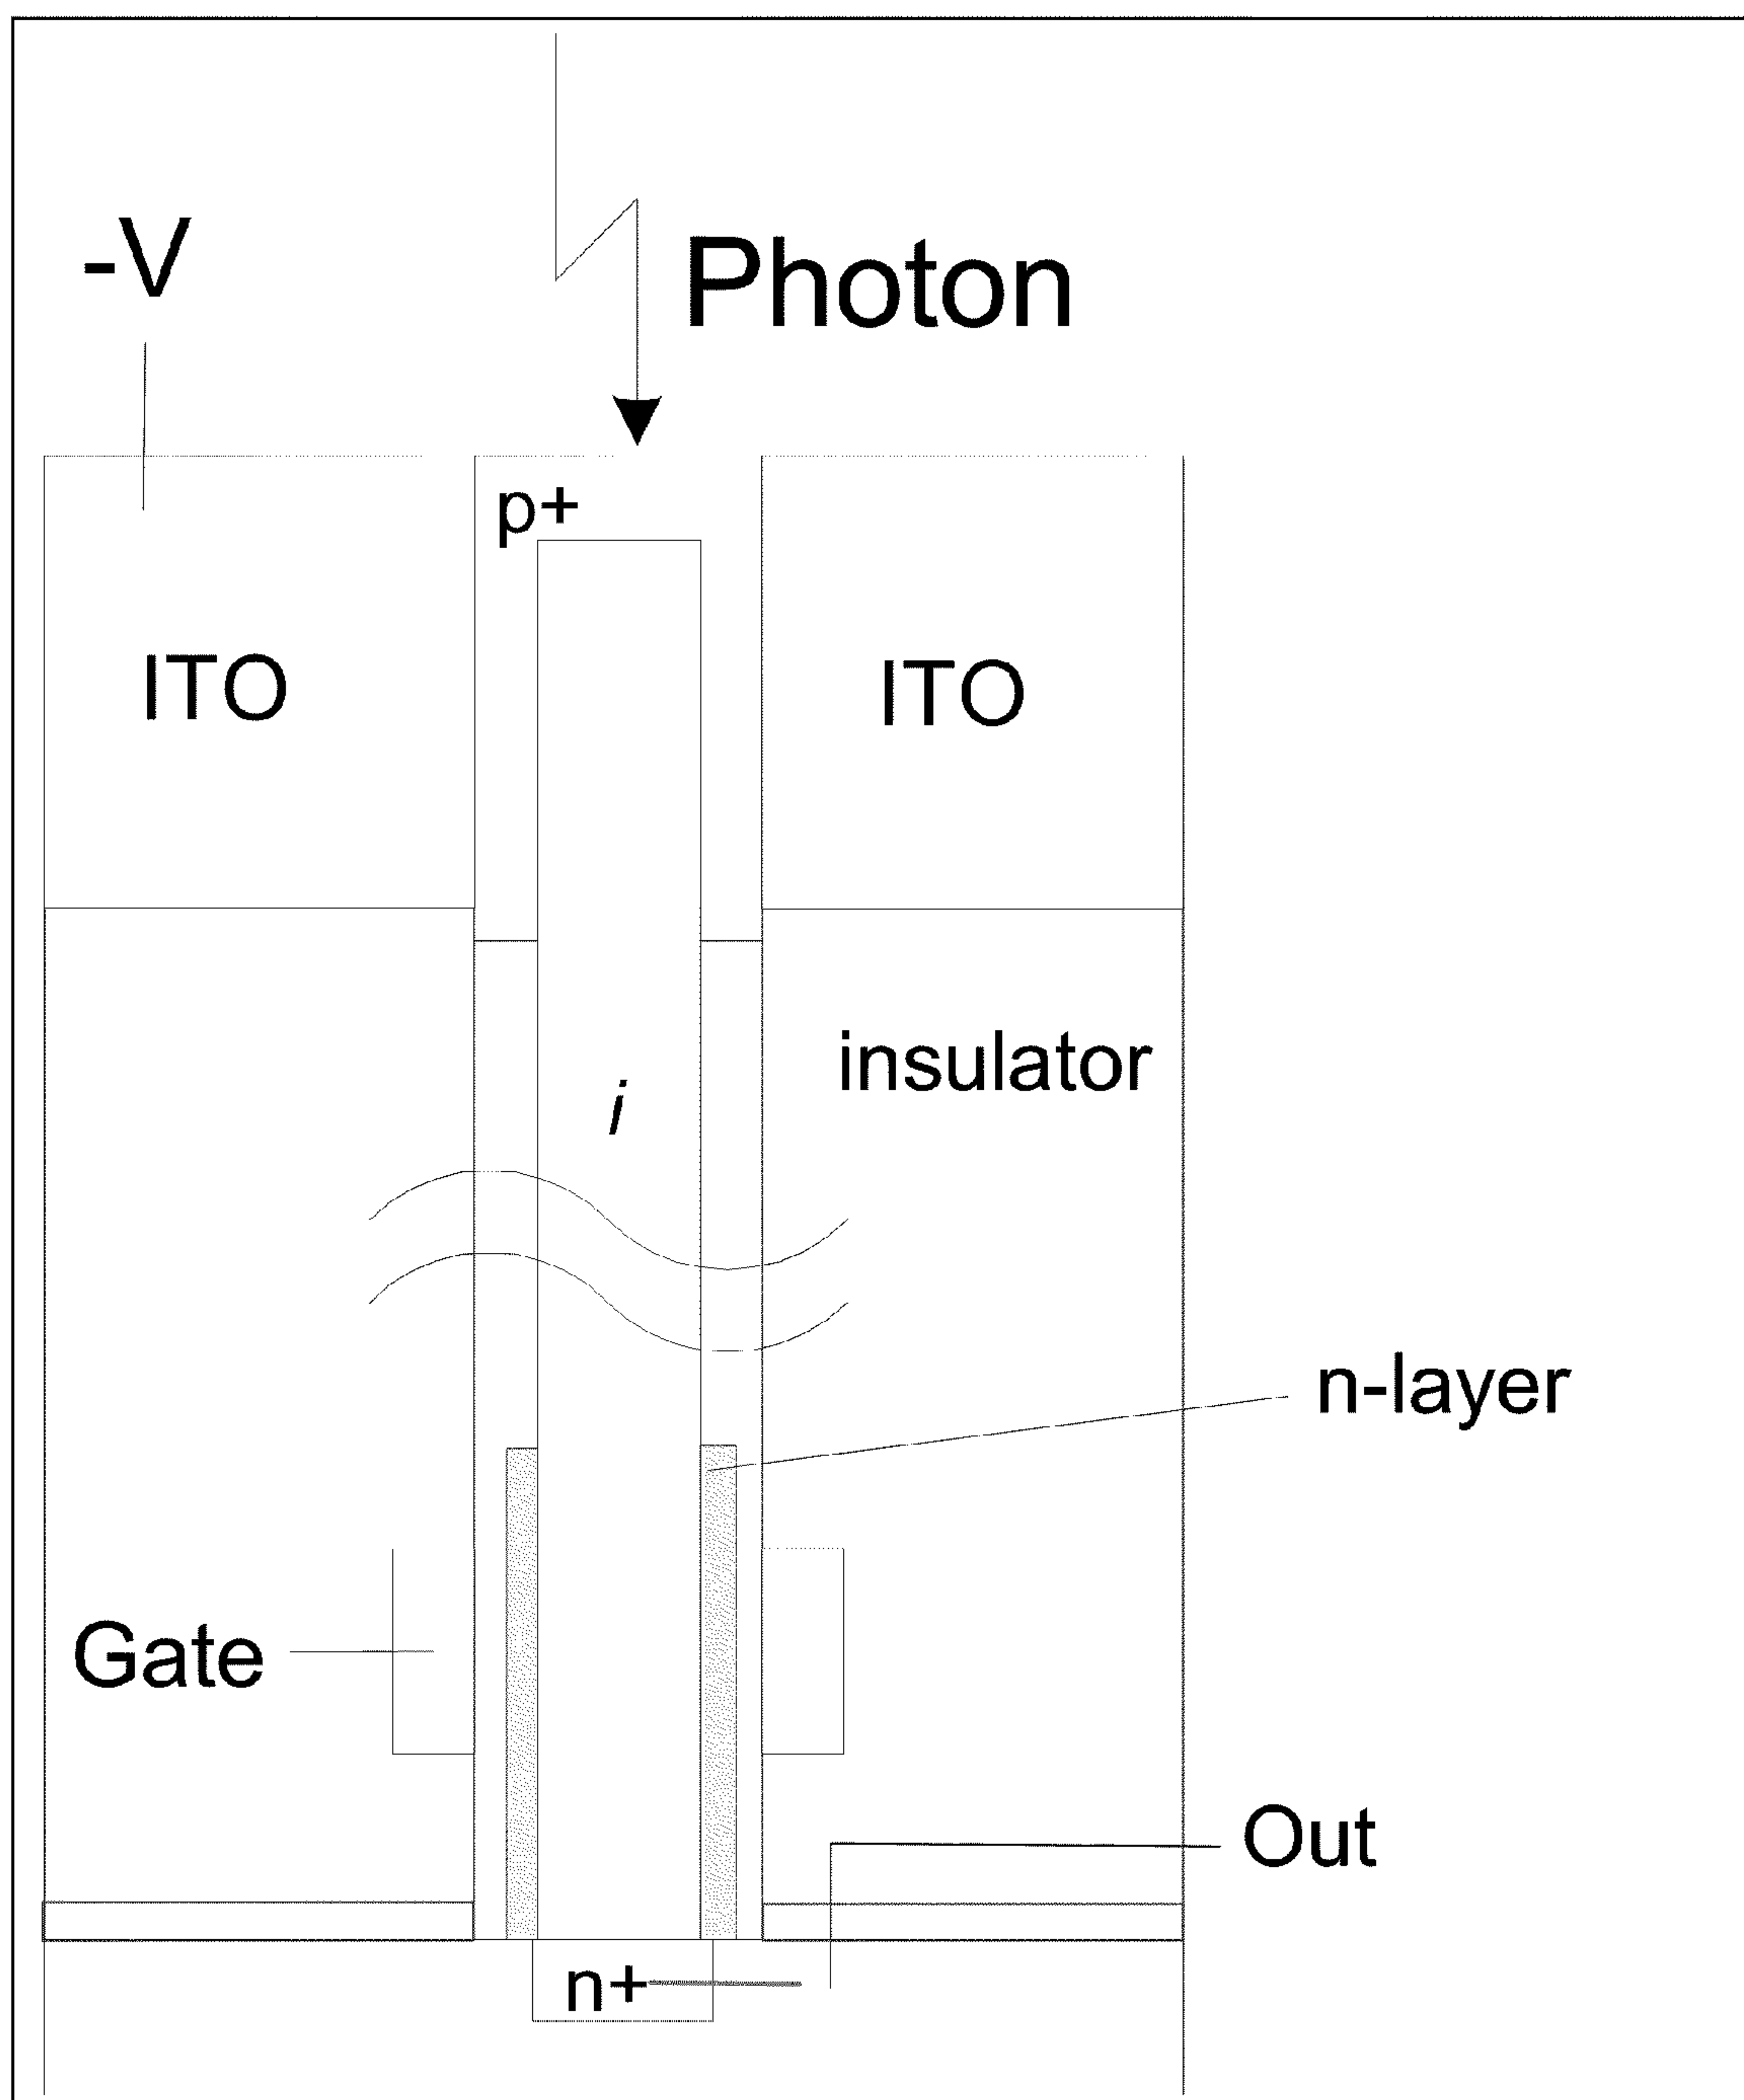 -V
Photon
p+
ITO
ITO
insulator
i
n-layer
Gate
Out
n+